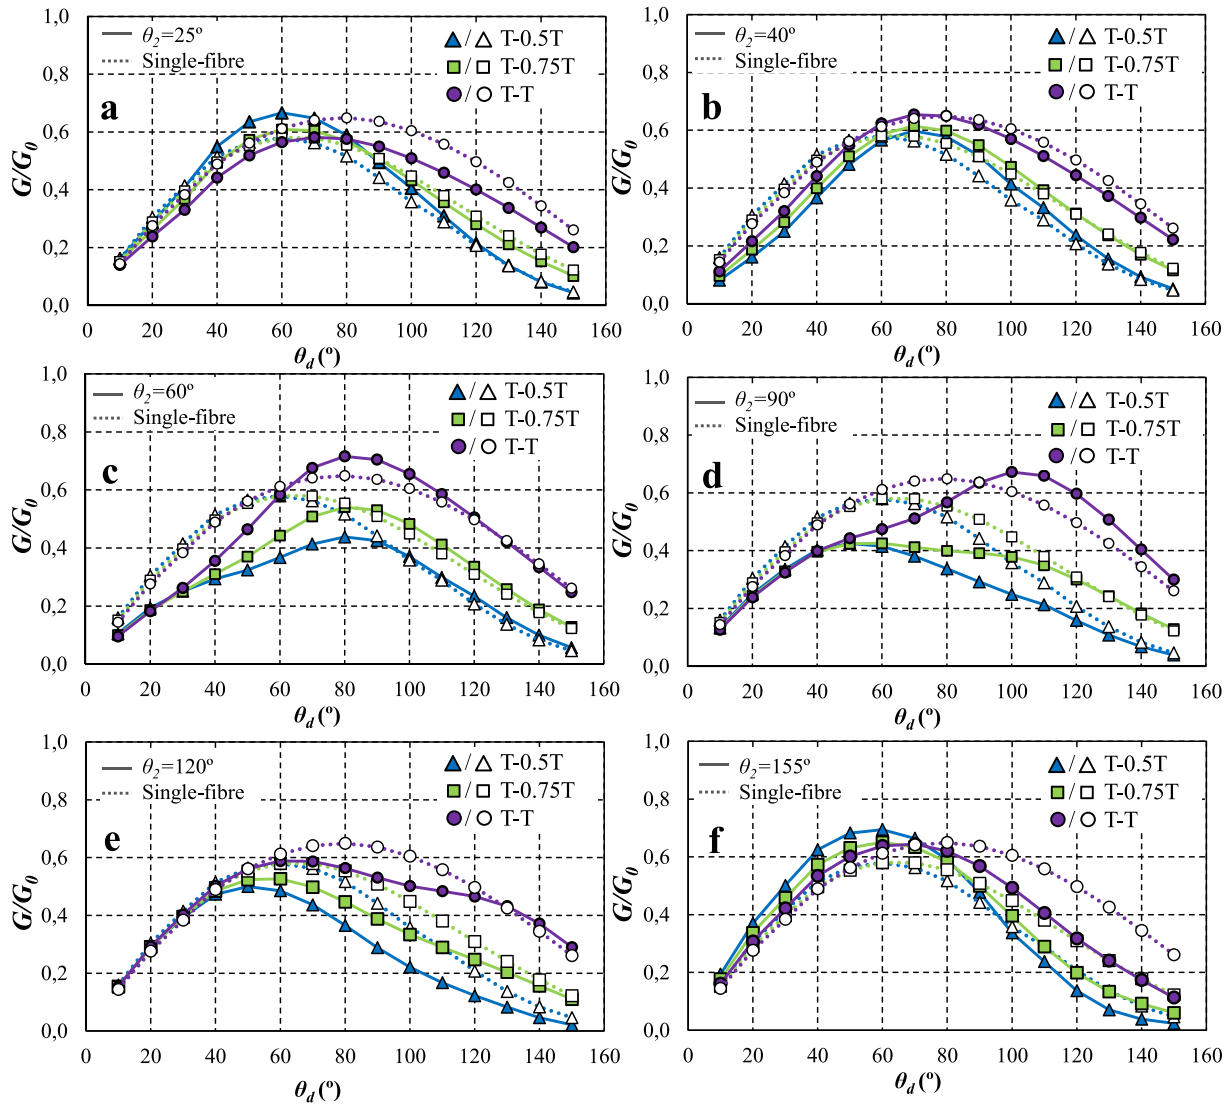 1,0
0,8
0,6
0,4
0,2
0,0
G/G0
a
θ2=25º
Single-fibre
/ T-0.5T
/ T-0.75T
/ T-T
0 20 40 60 80 100 120 140 160
θd (º)
1,0
0,8
0,6
0,4
0,2
0,0
G/G0
b
θ2=40º
Single-fibre
/ T-0.5T
/ T-0.75T
/ T-T
0 20 40 60 80 100 120 140 160
θd (º)
1,0
0,8
0,6
0,4
0,2
0,0
G/G0
c
θ2=60º
Single-fibre
/ T-0.5T
/ T-0.75T
/ T-T
0 20 40 60 80 100 120 140 160
θd (º)
1,0
0,8
0,6
0,4
0,2
0,0
G/G0
d
θ2=90º
Single-fibre
/ T-0.5T
/ T-0.75T
/ T-T
0 20 40 60 80 100 120 140 160
θd (º)
1,0
0,8
0,6
0,4
0,2
0,0
G/G0
e
θ2=120º
Single-fibre
/ T-0.5T
/ T-0.75T
/ T-T
0 20 40 60 80 100 120 140 160
θd (º)
1,0
0,8
0,6
0,4
0,2
0,0
G/G0
f
θ2=155º
Single-fibre
/ T-0.5T
/ T-0.75T
/ T-T
0 20 40 60 80 100 120 140 160
θd (º)